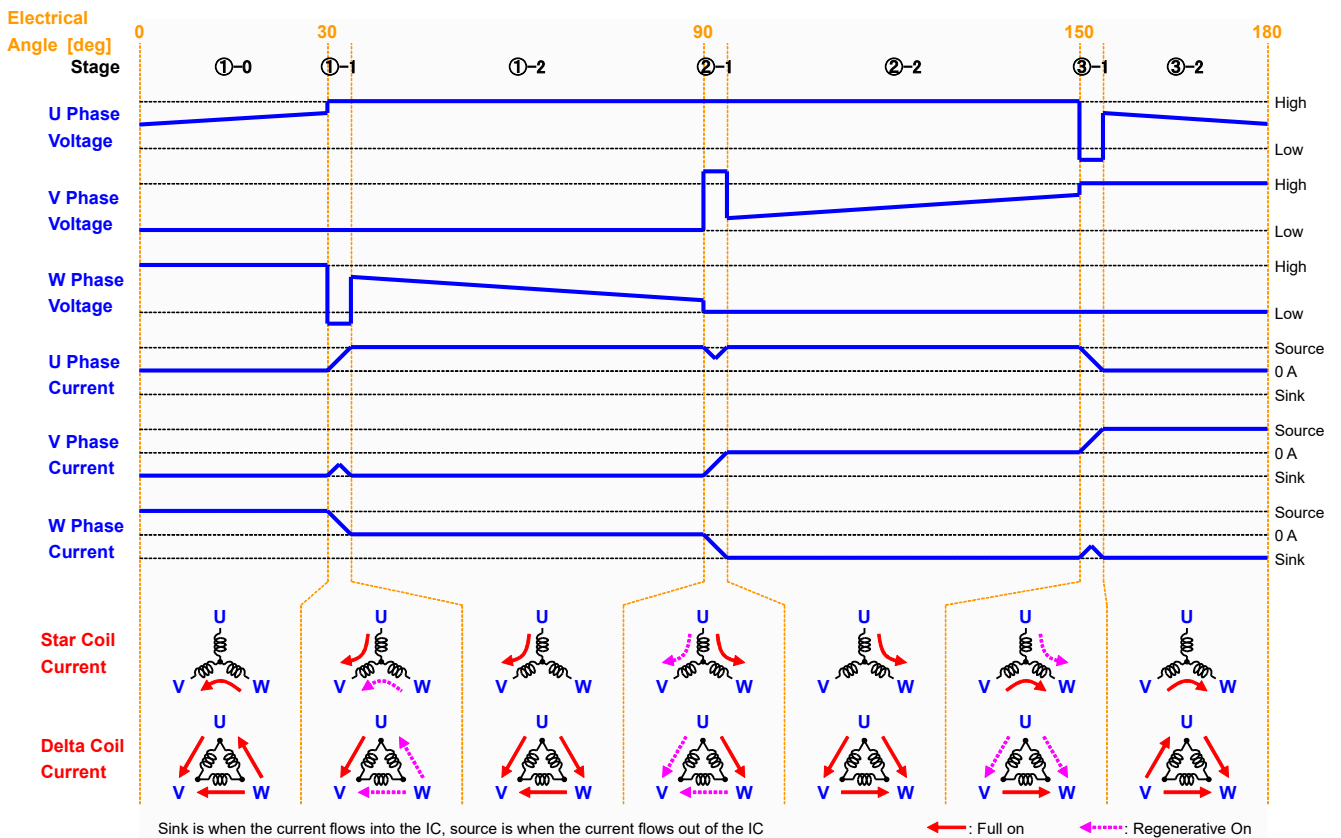 Electrical
Angle [deg]
0 30 90 150 180
Stage ①-0 ①-1 ①-2 ②-1 ②-2 ③-1 ③-2
U Phase
Voltage
High
Low
V Phase
Voltage
High
Low
W Phase
Voltage
High
Low
U Phase
Current
Source
0 A
Sink
V Phase
Current
Source
0 A
Sink
W Phase
Current
Source
0 A
Sink
Star Coil
Current
U U U U U U U
V W V W V W V W V W V W V W
Delta Coil
Current
U U U U U U U
V W V W V W V W V W V W V W
Sink is when the current flows into the IC, source is when the current flows out of the IC : Full on : Regenerative On